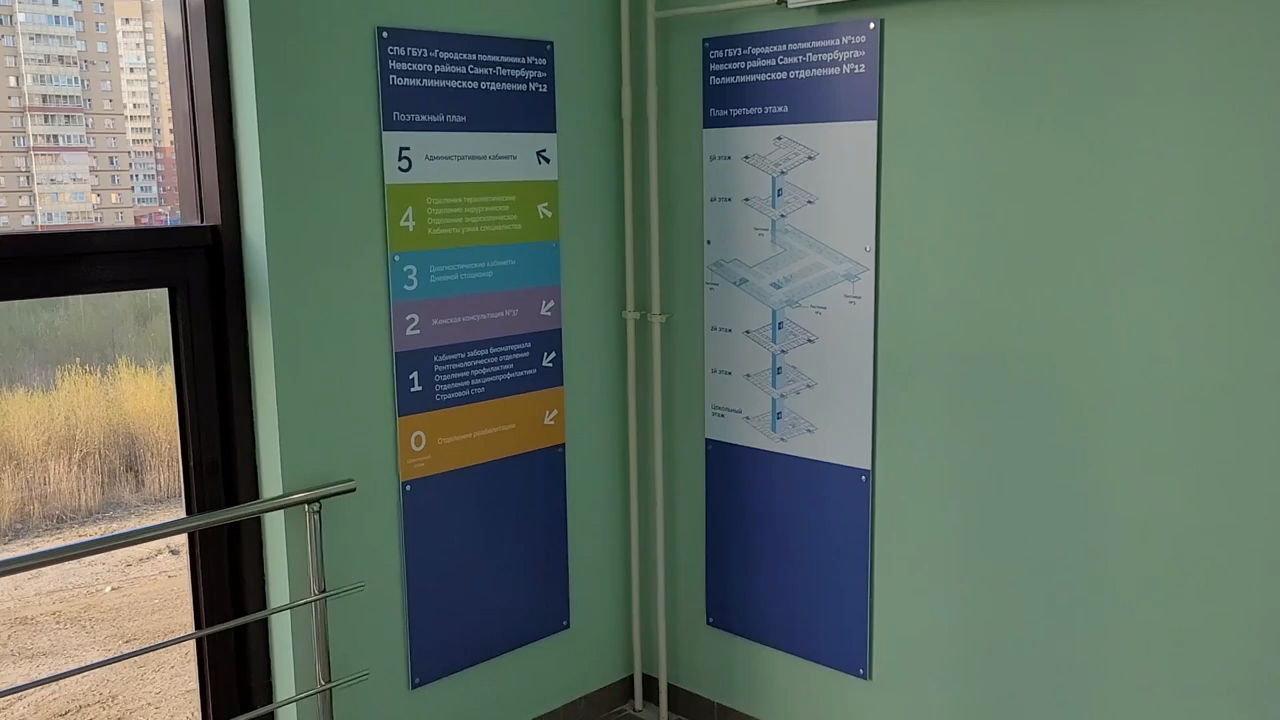 СПб ГБУЗ «Городская поликлиника №100
Невского района Санкт-Петербурга»
Поликлиническое отделение №12
Поэтажный план
5
Административные кабинеты
4
Отделения терапевтические
Отделение хирургическое
Отделение эндоскопическое
Кабинеты узких специалистов
3
Диагностические кабинеты
Дневной стационар
2
Женская консультация №37
1
Кабинеты забора биоматериала
Рентгенологическое отделение
Отделение профилактики
Отделение вакцинопрофилактики
Страховой стол
0
Отделение реабилитации
СПб ГБУЗ «Городская поликлиника №100
Невского района Санкт-Петербурга»
Поликлиническое отделение №12
План третьего этажа
5й этаж
4й этаж
2й этаж
1й этаж
Цокольный
этаж